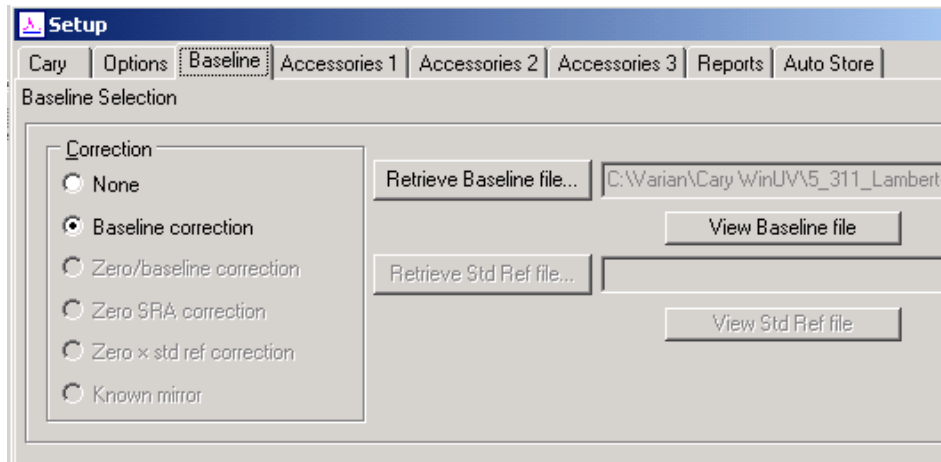 Setup
Cary Options Baseline Accessories 1 Accessories 2 Accessories 3 Reports Auto Store
Baseline Selection
Correction
None
Retrieve Baseline file... C:\Varian\Cary WinUV\5_311_Lambert
Baseline correction
View Baseline file
Zero/baseline correction
Retrieve Std Ref file...
Zero SRA correction
View Std Ref file
Zero × std ref correction
Known mirror